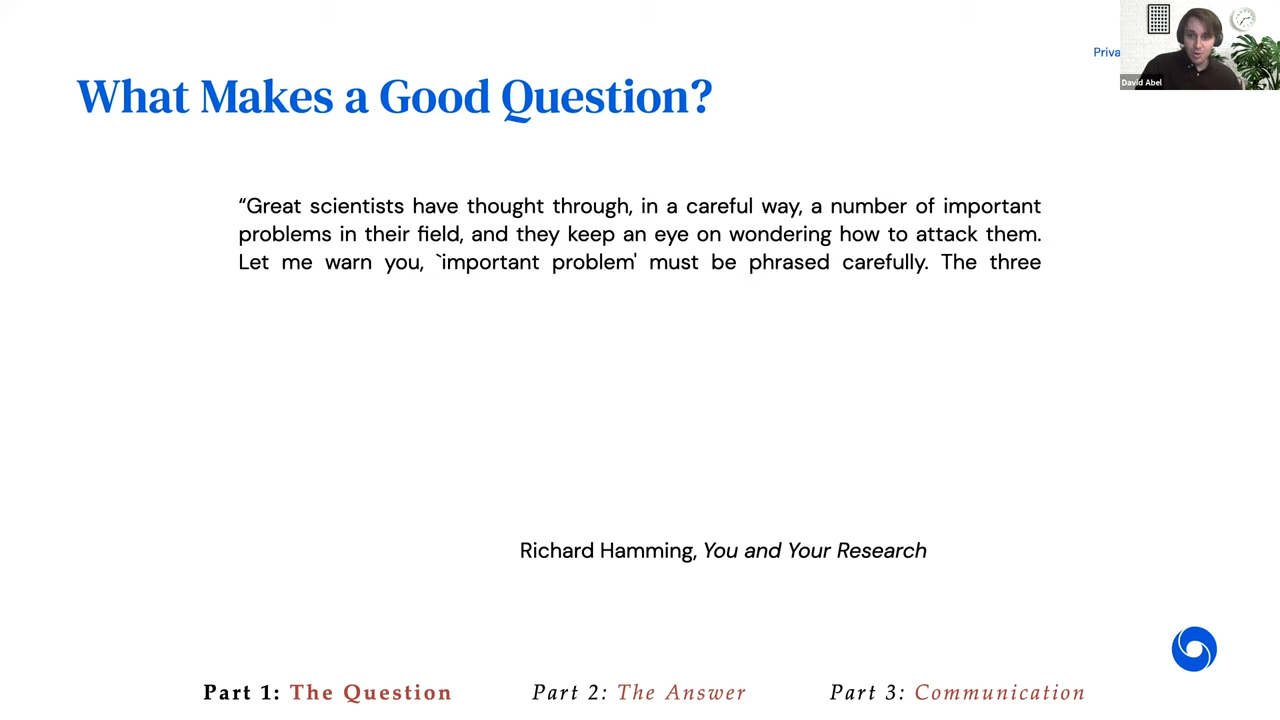 Priva
David Abel
What Makes a Good Question?
“Great scientists have thought through, in a careful way, a number of important
problems in their field, and they keep an eye on wondering how to attack them.
Let me warn you, `important problem' must be phrased carefully. The three
Richard Hamming, You and Your Research
Part 1: The Question Part 2: The Answer Part 3: Communication